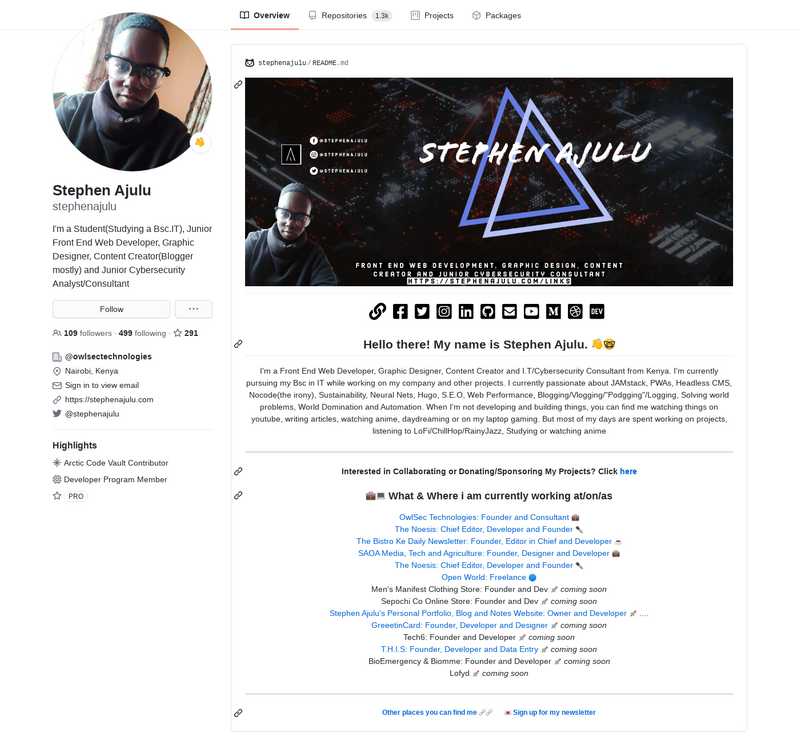 Overview
Repositories 1.3k
Projects
Packages
Stephen Ajulu
stephenajulu
I'm a Student(Studying a Bsc.IT), Junior
Front End Web Developer, Graphic
Designer, Content Creator(Blogger
mostly) and Junior Cybersecurity
Analyst/Consultant
Follow
109 followers · 499 following · 291
@owlsectechnologies
Nairobi, Kenya
Sign in to view email
https://stephenajulu.com
@stephenajulu
Highlights
Arctic Code Vault Contributor
Developer Program Member
PRO
stephenajulu/README.md
@STEPHENAJULU
@STEPHENAJULU
@STEPHENAJULU
STEPHEN AJULU
FRONT END WEB DEVELOPMENT, GRAPHIC DESIGN, CONTENT
CREATOR AND JUNIOR CYBERSECURITY CONSULTANT
HTTPS://STEPHENAJULU.COM/LINKS
DEV
Hello there! My name is Stephen Ajulu. 👋🤓
I'm a Front End Web Developer, Graphic Designer, Content Creator and I.T/Cybersecurity Consultant from Kenya. I'm currently
pursuing my Bsc in IT while working on my company and other projects. I currently passionate about JAMstack, PWAs, Headless CMS,
Nocode(the irony), Sustainability, Neural Nets, Hugo, S.E.O, Web Performance, Blogging/Vlogging/"Podgging"/Logging, Solving world
problems, World Domination and Automation. When I'm not developing and building things, you can find me watching things on
youtube, writing articles, watching anime, daydreaming or on my laptop gaming. But most of my days are spent working on projects,
listening to LoFi/ChillHop/RainyJazz, Studying or watching anime
Interested in Collaborating or Donating/Sponsoring My Projects? Click here
💼💻 What & Where i am currently working at/on/as
OwlSec Technologies: Founder and Consultant 💼
The Noesis: Chief Editor, Developer and Founder ✒️
The Bistro Ke Daily Newsletter: Founder, Editor in Chief and Developer ☕
SAOA Media, Tech and Agriculture: Founder, Designer and Developer 💼
The Noesis: Chief Editor, Developer and Founder ✒️
Open World: Freelance 🔵
Men's Manifest Clothing Store: Founder and Dev 🚀 coming soon
Sepochi Co Online Store: Founder and Dev 🚀 coming soon
Stephen Ajulu's Personal Portfolio, Blog and Notes Website: Owner and Developer 🚀 ....
GreeetinCard: Founder, Developer and Designer 🚀 coming soon
Tech6: Founder and Developer 🚀 coming soon
T.H.I.S: Founder, Developer and Data Entry 🚀 coming soon
BioEmergency & Biomme: Founder and Developer 🚀 coming soon
Lofyd 🚀 coming soon
Other places you can find me 🔗🔗 💌 Sign up for my newsletter